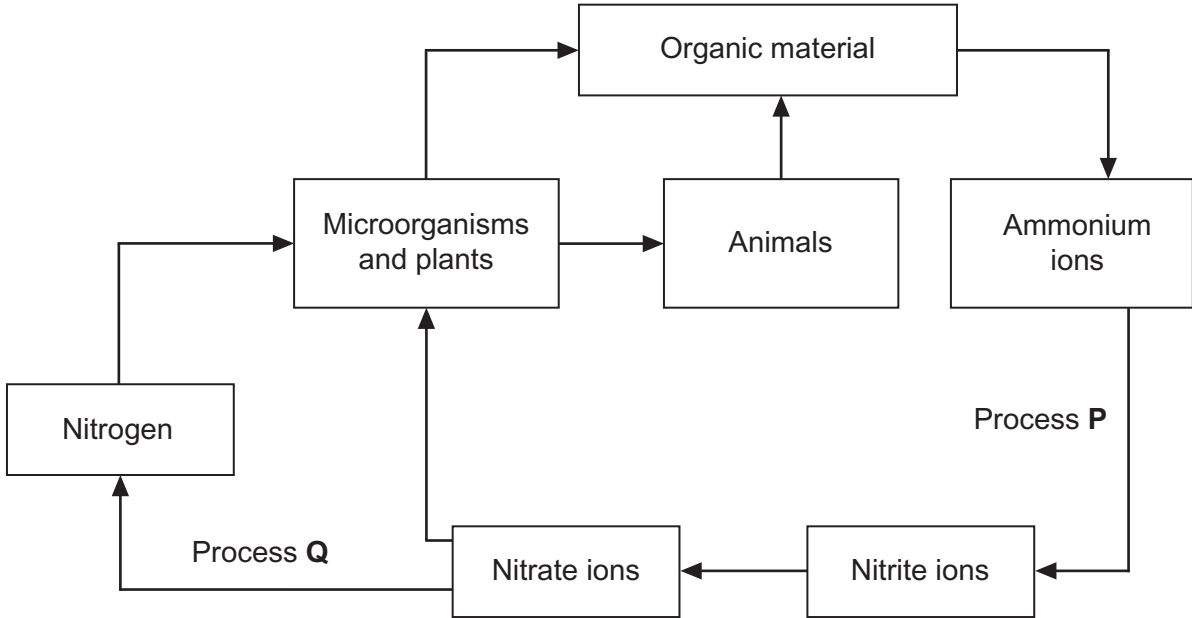 Organic material
Microorganisms
and plants
Animals
Ammonium
ions
Nitrogen
Process P
Process Q
Nitrate ions
Nitrite ions